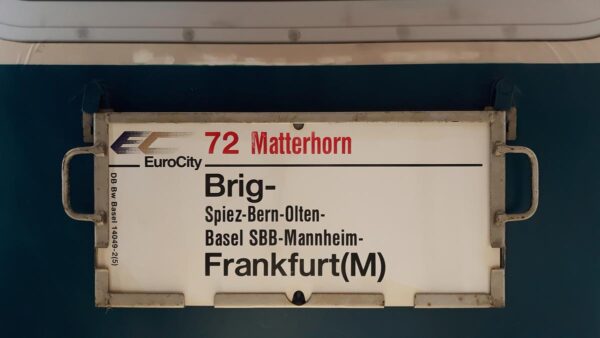 EC 72 Matterhorn
EuroCity
Brig-
Spiez-Bern-Olten-
Basel SBB-Mannheim-
Frankfurt(M)
DB Bw Basel 14049-2(5)